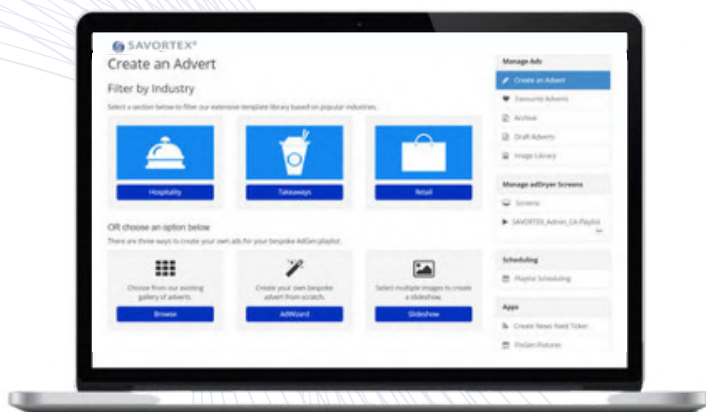 SAVORTEX®
Create an Advert
Filter by Industry
Select a section below to filter our extensive template library based on popular industries.
Hospitality
Takeaways
Retail
OR choose an option below
There are three ways to create your own ads for your bespoke AdGen playlist.
Choose from our existing
gallery of adverts.
Browse
Create your own bespoke
advert from scratch.
AdWizard
Select multiple images to create
a slideshow.
Slideshow
Manage Ads
Create an Advert
Favourite Adverts
Archive
Draft Adverts
Image Library
Manage adDryer Screens
Screens
SAVORTEX_Admin_CA Playlist
Scheduling
Playlist Scheduling
Apps
Create News Feed Ticker
FixGen Fixtures